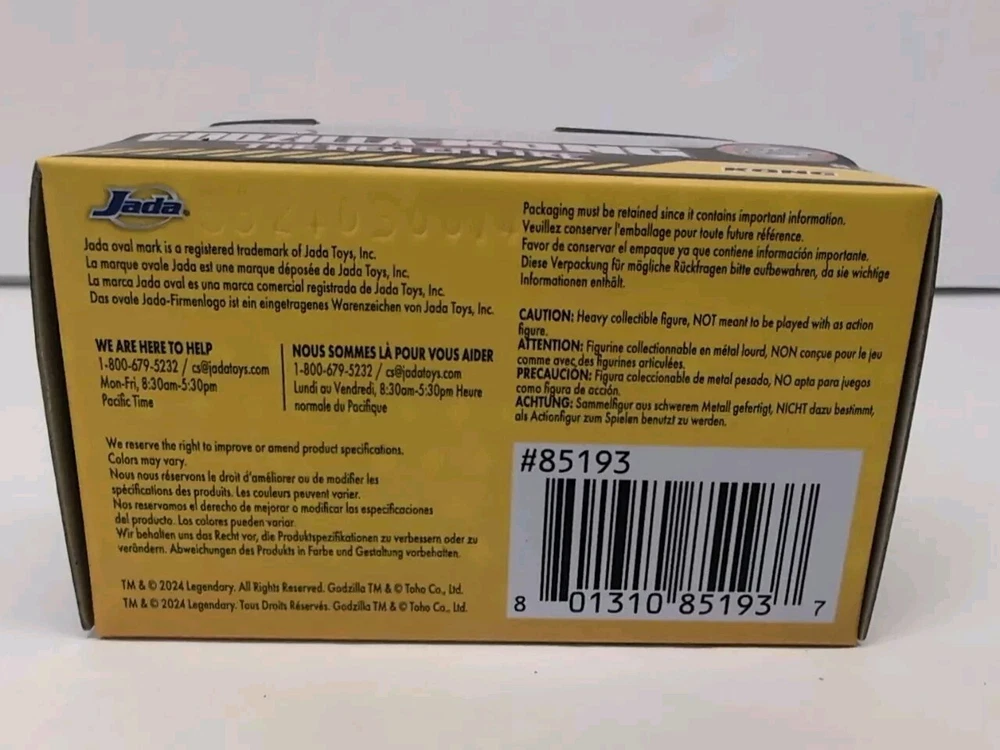 GODZILLA x KONG
THE NEW EMPIRE
KONG
Jada
Jada oval mark is a registered trademark of Jada Toys, Inc.
La marque ovale Jada est une marque déposée de Jada Toys, Inc.
La marca Jada oval es una marca comercial registrada de Jada Toys, Inc.
Das ovale Jada-Firmenlogo ist ein eingetragenes Warenzeichen von Jada Toys, Inc.
WE ARE HERE TO HELP
1-800-679-5232 / cs@jadatoys.com
Mon-Fri, 8:30am-5:30pm
Pacific Time
NOUS SOMMES LÀ POUR VOUS AIDER
1-800-679-5232 / cs@jadatoys.com
Lundi au Vendredi, 8:30am-5:30pm Heure
normale du Pacifique
We reserve the right to improve or amend product specifications.
Colors may vary.
Nous nous réservons le droit d'améliorer ou de modifier les
spécifications des produits. Les couleurs peuvent varier.
Nos reservamos el derecho de mejorar o modificar las especificaciones
del producto. Los colores pueden variar.
Wir behalten uns das Recht vor, die Produktspezifikationen zu verbessern oder zu
verändern. Abweichungen des Produkts in Farbe und Gestaltung vorbehalten.
TM & © 2024 Legendary. All Rights Reserved. Godzilla TM & © Toho Co., Ltd.
TM & © 2024 Legendary. Tous Droits Réservés. Godzilla TM & © Toho Co., Ltd.
Packaging must be retained since it contains important information.
Veuillez conserver l'emballage pour toute future référence.
Favor de conservar el empaque ya que contiene información importante.
Diese Verpackung für mögliche Rückfragen bitte aufbewahren, da sie wichtige
Informationen enthält.
CAUTION: Heavy collectible figure, NOT meant to be played with as action
figure.
ATTENTION: Figurine collectionnable en métal lourd, NON conçue pour le jeu
comme avec des figurines articulées.
PRECAUCIÓN: Figura coleccionable de metal pesado, NO apta para juegos
como figura de acción.
ACHTUNG: Sammelfigur aus schwerem Metall gefertigt, NICHT dazu bestimmt,
als Actionfigur zum Spielen benutzt zu werden.
#85193
8 01310 85193 7